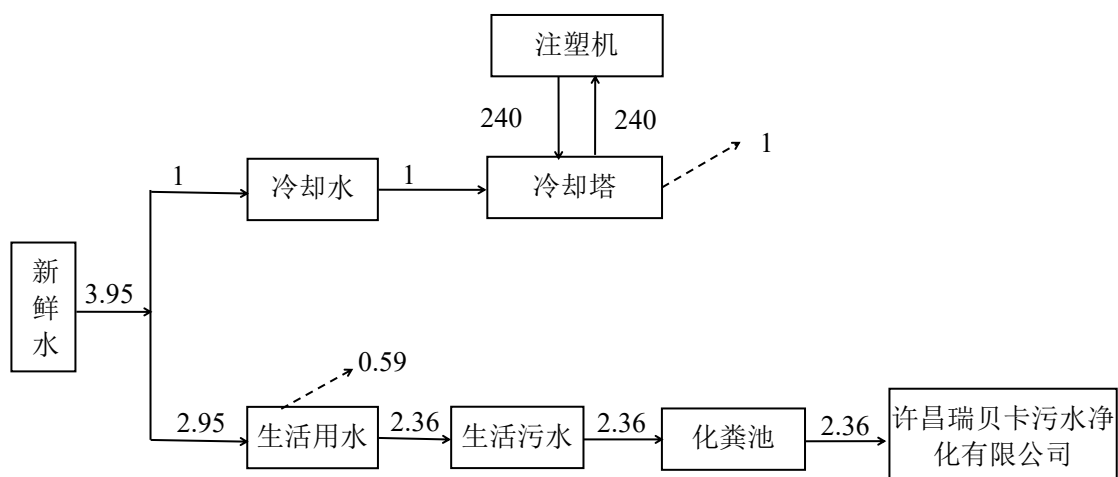 注塑机
240
240
1
1
冷却水
1
冷却塔
新
鲜
水
3.95
0.59
2.95
生活用水
2.36
生活污水
2.36
化粪池
2.36
许昌瑞贝卡污水净
化有限公司